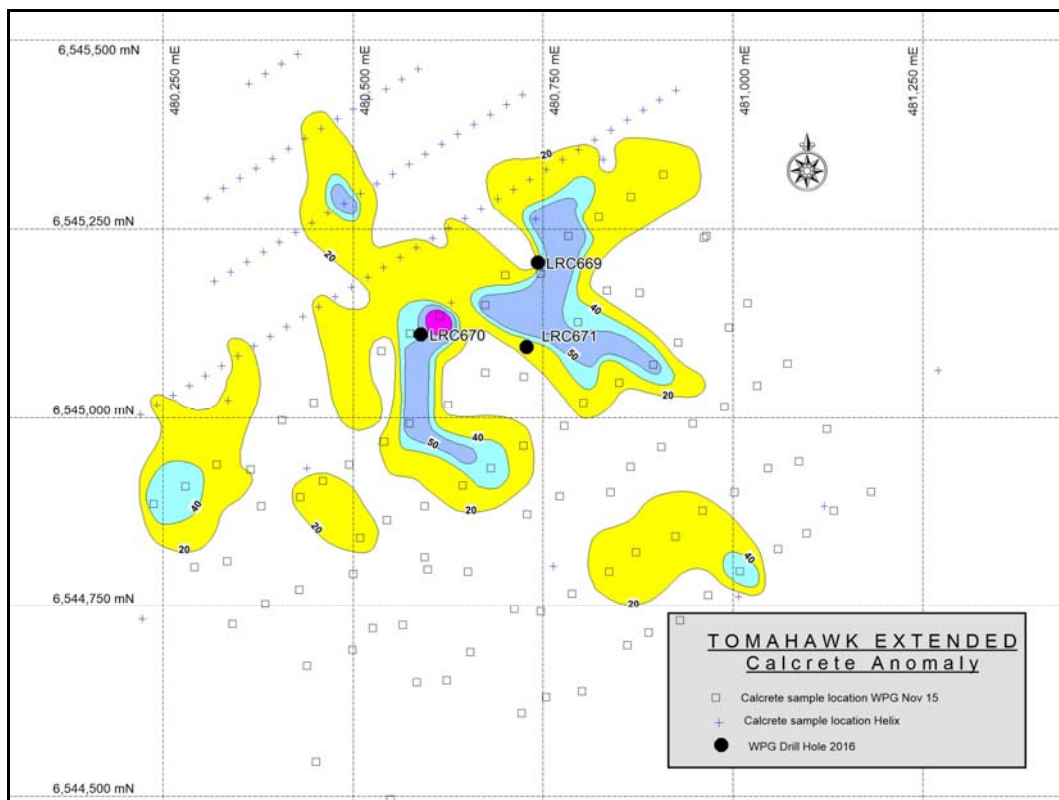 6,545,500 mN
480,250 mE
480,500 mE
480,750 mE
481,000 mE
481,250 mE
20
6,545,250 mN
20
LRC669
40
LRC670
LRC671
50
20
6,545,000 mN
40
50
40
20
20
20
40
6,544,750 mN
20
TOMAHAWK EXTENDED
Calcrete Anomaly
Calcrete sample location WPG Nov 15
Calcrete sample location Helix
WPG Drill Hole 2016
6,544,500 mN